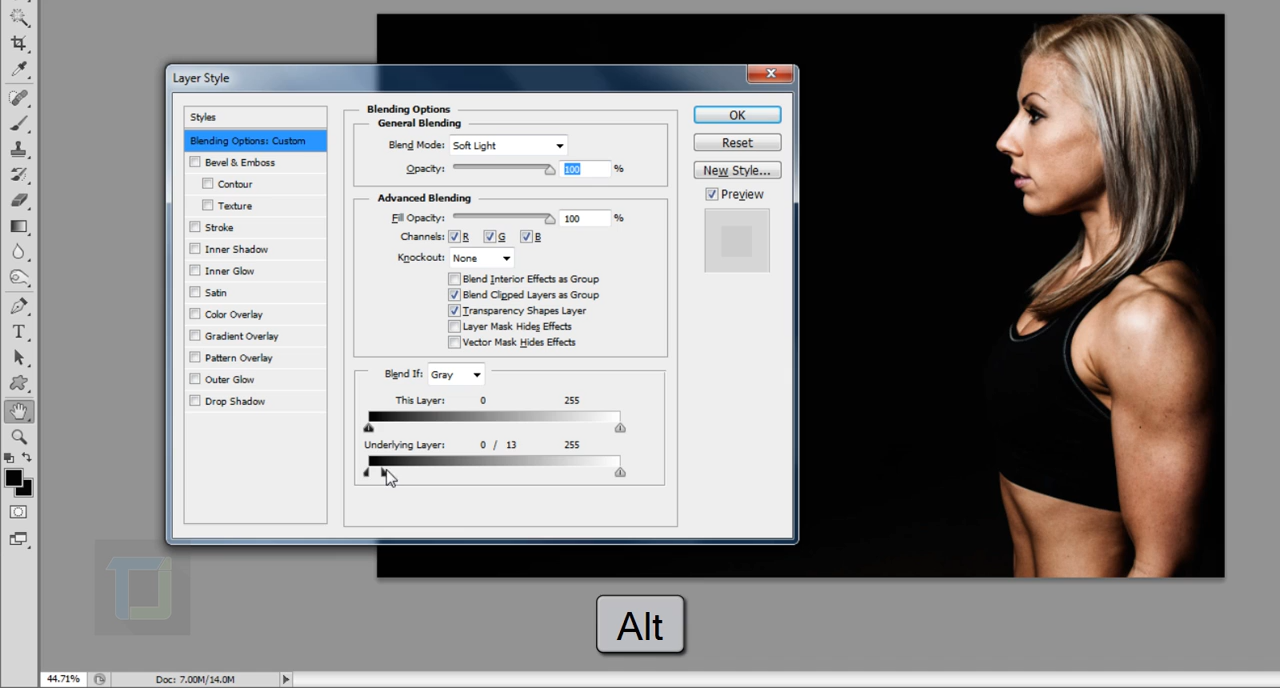 Layer Style
Styles
Blending Options: Custom
Bevel & Emboss
Contour
Texture
Stroke
Inner Shadow
Inner Glow
Satin
Color Overlay
Gradient Overlay
Pattern Overlay
Outer Glow
Drop Shadow
Blending Options
General Blending
Blend Mode: Soft Light
Opacity: 100 %
Advanced Blending
Fill Opacity: 100 %
Channels: R G B
Knockout: None
Blend Interior Effects as Group
Blend Clipped Layers as Group
Transparency Shapes Layer
Layer Mask Hides Effects
Vector Mask Hides Effects
Blend If: Gray
This Layer: 0 255
Underlying Layer: 0 / 13 255
OK
Reset
New Style...
Preview
T
Alt
44.71% Doc: 7.00M/14.0M